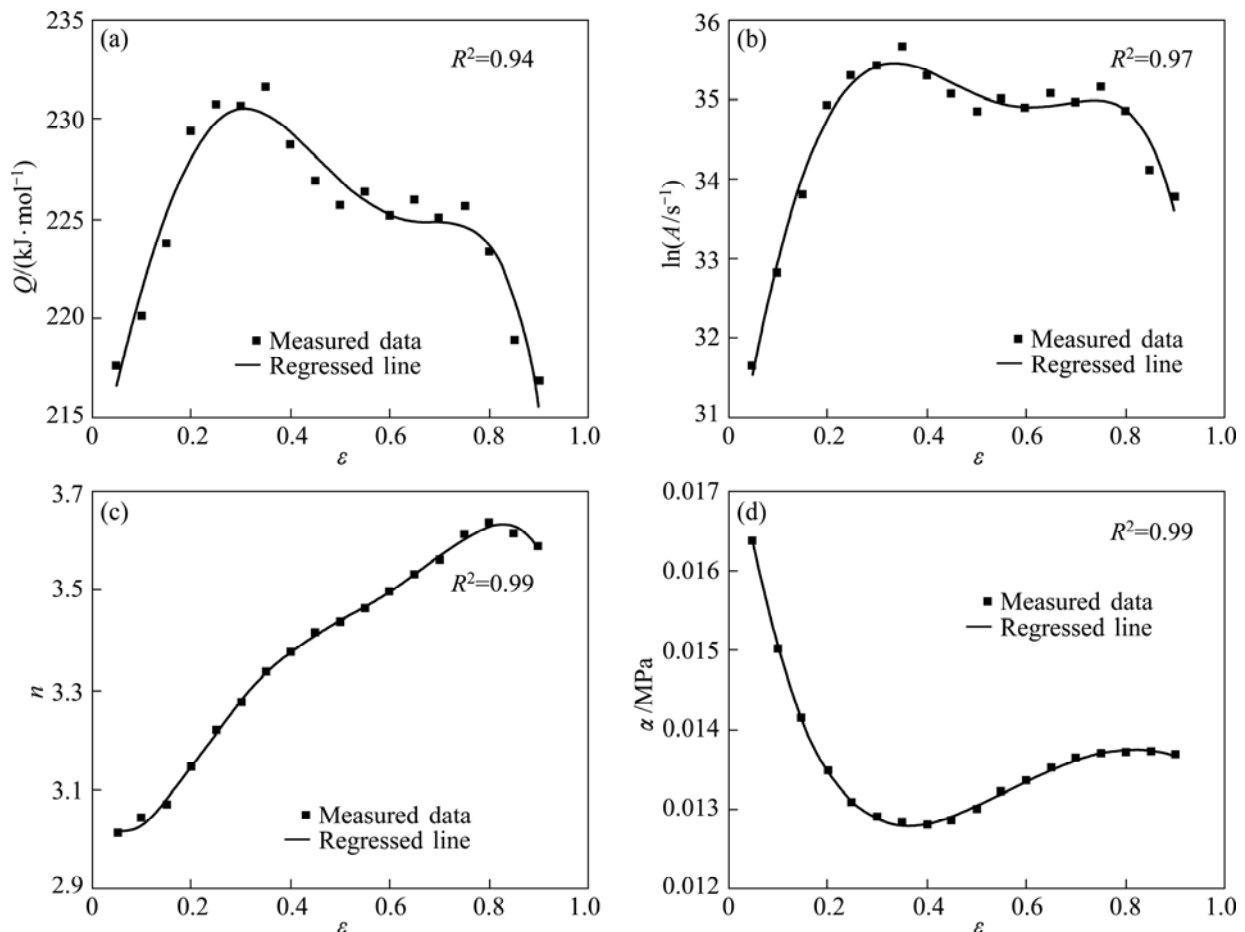 (a)
R²=0.94
Q/(kJ·mol⁻¹)
235
230
225
220
215
■ Measured data
— Regressed line
0 0.2 0.4 0.6 0.8 1.0
ε
(b)
R²=0.97
ln(A/s⁻¹)
36
35
34
33
32
31
■ Measured data
— Regressed line
0 0.2 0.4 0.6 0.8 1.0
ε
(c)
R²=0.99
n
3.7
3.5
3.3
3.1
2.9
■ Measured data
— Regressed line
0 0.2 0.4 0.6 0.8 1.0
ε
(d)
R²=0.99
α/MPa
0.017
0.016
0.015
0.014
0.013
0.012
■ Measured data
— Regressed line
0 0.2 0.4 0.6 0.8 1.0
ε